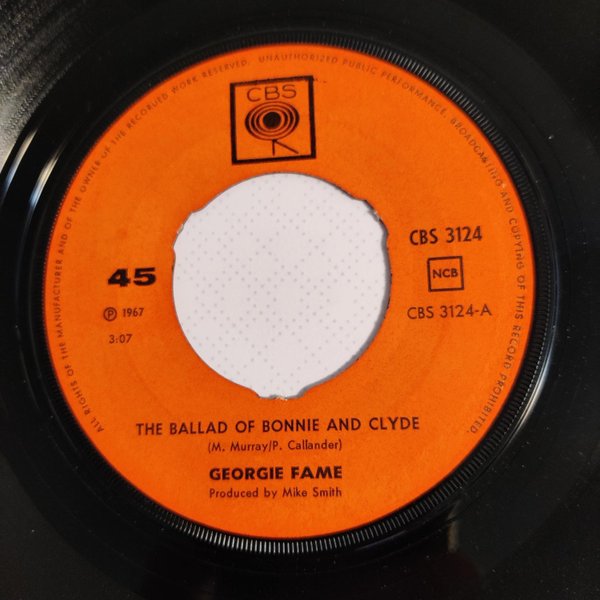 ALL RIGHTS OF THE MANUFACTURER AND OF THE OWNER OF THE RECORDED WORK RESERVED. UNAUTHORIZED PUBLIC PERFORMANCE, BROADCASTING AND COPYING OF THIS RECORD PROHIBITED.
CBS
45
℗ 1967
3:07
CBS 3124
NCB
CBS 3124-A
THE BALLAD OF BONNIE AND CLYDE
(M. Murray/P. Callander)
GEORGIE FAME
Produced by Mike Smith